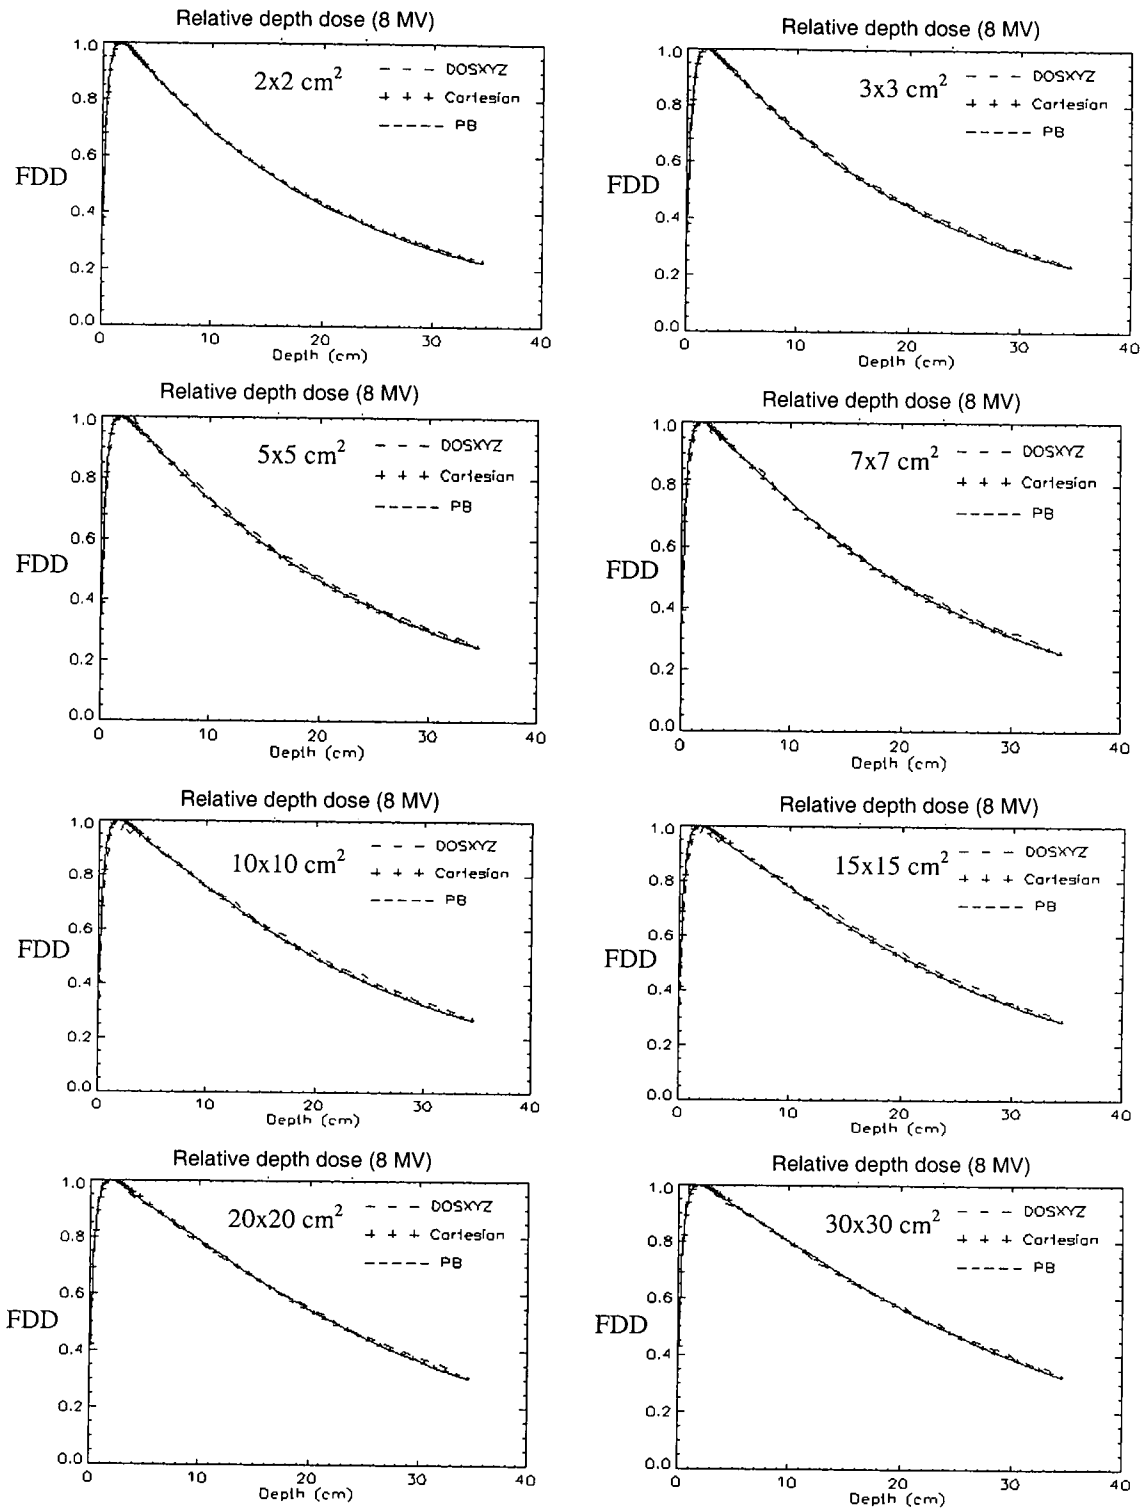 Relative depth dose (8 MV)
1.0
0.8
0.6
0.4
0.2
0.0
FDD
2x2 cm²
DOSXYZ
Cartesian
PB
0 10 20 30 40
Depth (cm)
Relative depth dose (8 MV)
1.0
0.8
0.6
0.4
0.2
0.0
FDD
3x3 cm²
DOSXYZ
Cartesian
PB
0 10 20 30 40
Depth (cm)
Relative depth dose (8 MV)
1.0
0.8
0.6
0.4
0.2
0.0
FDD
5x5 cm²
DOSXYZ
Cartesian
PB
0 10 20 30 40
Depth (cm)
Relative depth dose (8 MV)
1.0
0.8
0.6
0.4
0.2
0.0
FDD
7x7 cm²
DOSXYZ
Cartesian
PB
0 10 20 30 40
Depth (cm)
Relative depth dose (8 MV)
1.0
0.8
0.6
0.4
0.2
0.0
FDD
10x10 cm²
DOSXYZ
Cartesian
PB
0 10 20 30 40
Depth (cm)
Relative depth dose (8 MV)
1.0
0.8
0.6
0.4
0.2
0.0
FDD
15x15 cm²
DOSXYZ
Cartesian
PB
0 10 20 30 40
Depth (cm)
Relative depth dose (8 MV)
1.0
0.8
0.6
0.4
0.2
0.0
FDD
20x20 cm²
DOSXYZ
Cartesian
PB
0 10 20 30 40
Depth (cm)
Relative depth dose (8 MV)
1.0
0.8
0.6
0.4
0.2
0.0
FDD
30x30 cm²
DOSXYZ
Cartesian
PB
0 10 20 30 40
Depth (cm)